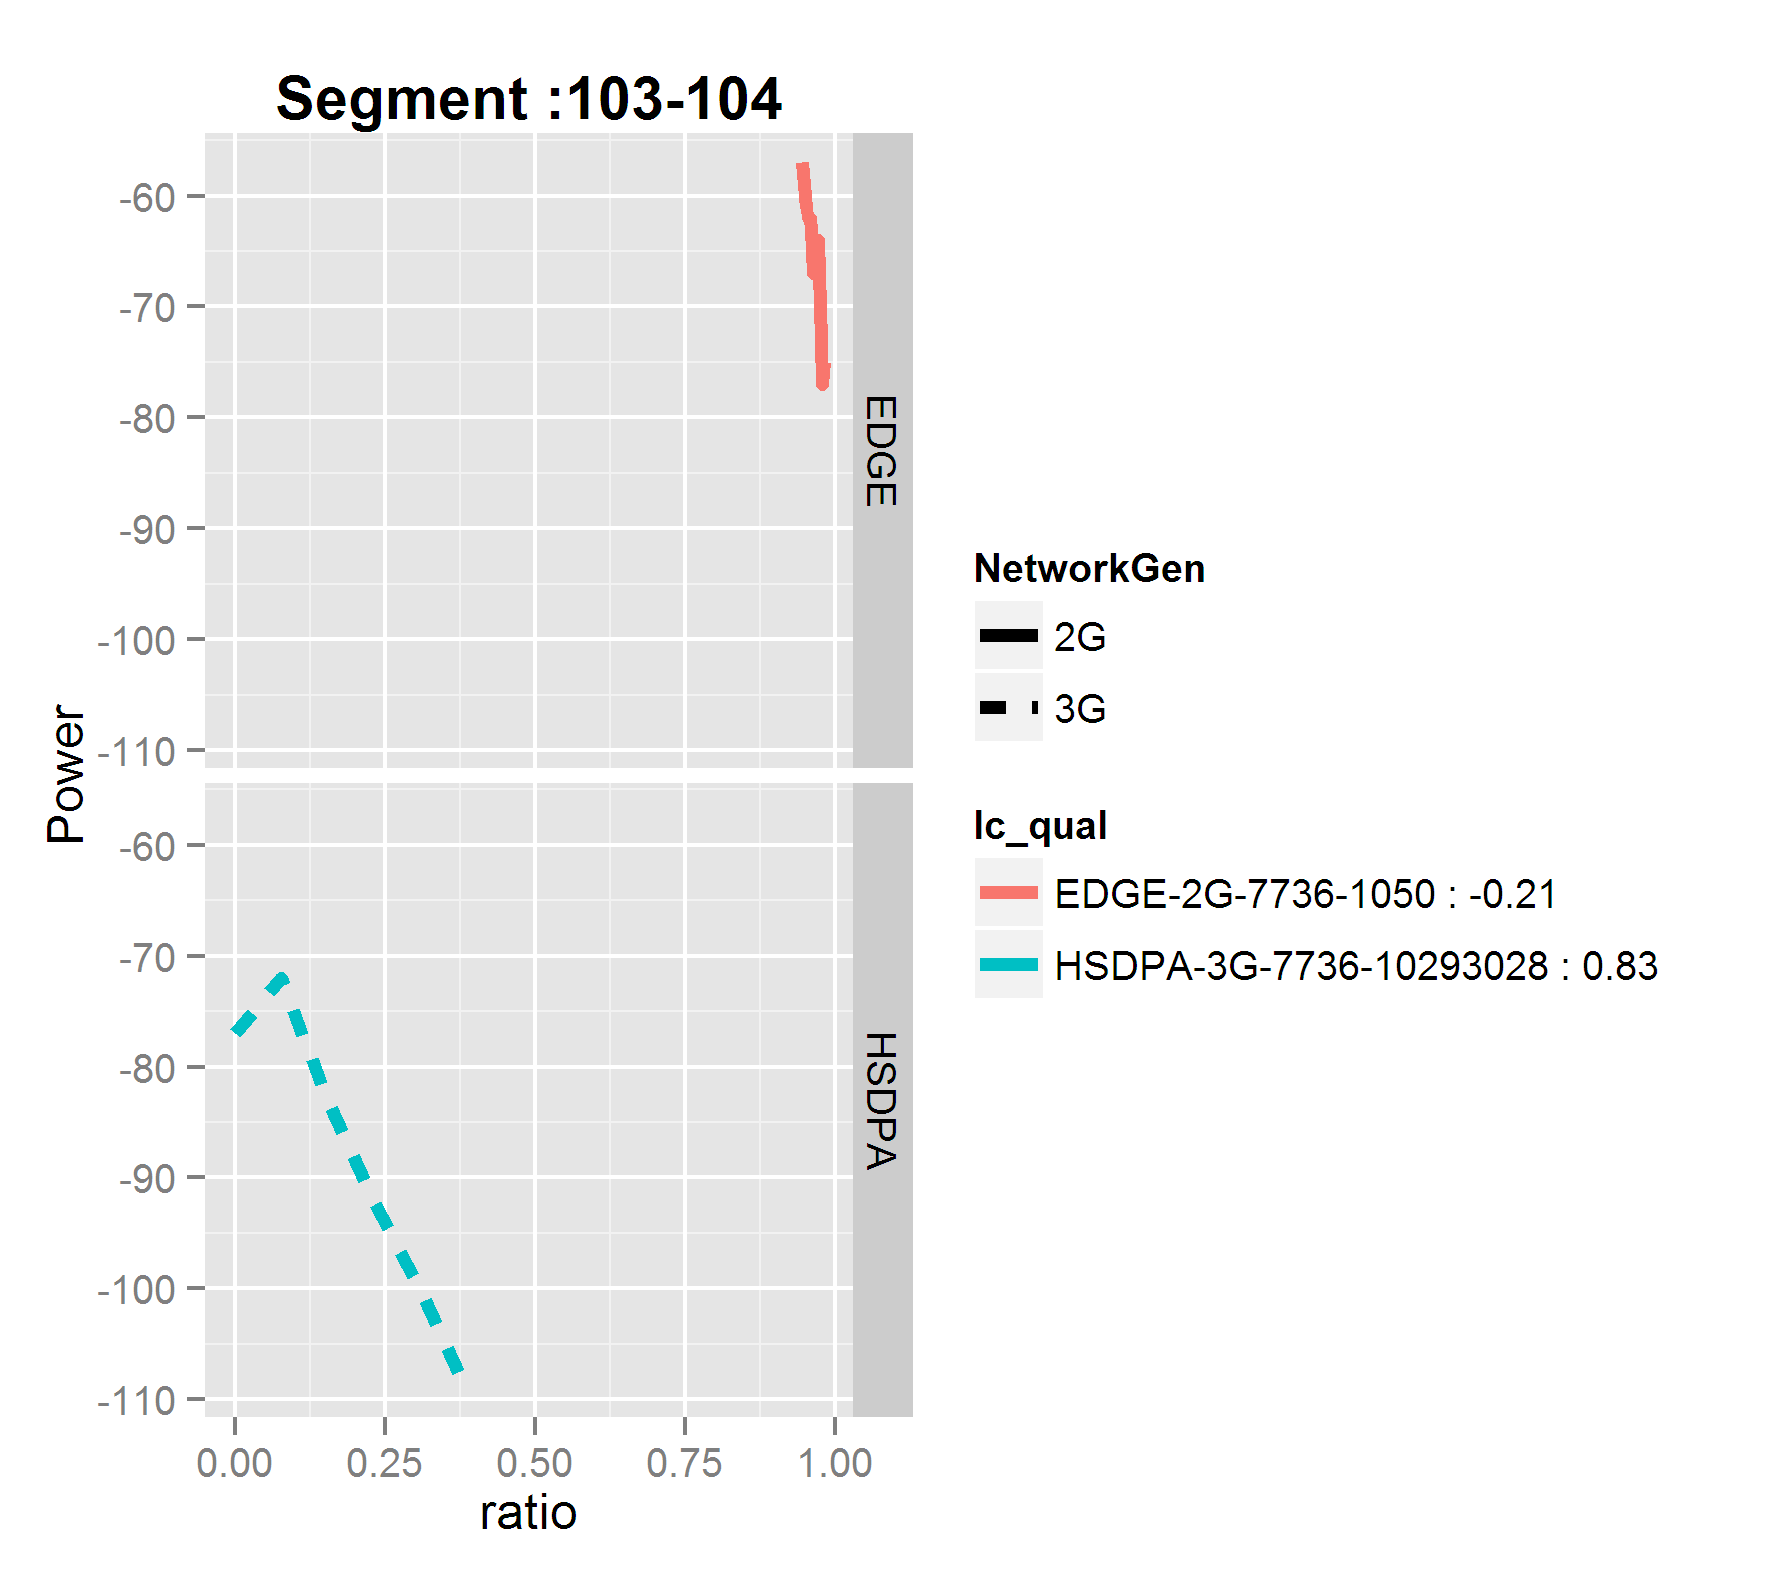 Segment :103-104
-60
-70
-80
-90
-100
-110
EDGE
-60
-70
-80
-90
-100
-110
HSDPA
Power
0.00 0.25 0.50 0.75 1.00
ratio
NetworkGen
2G
3G
lc_qual
EDGE-2G-7736-1050 : -0.21
HSDPA-3G-7736-10293028 : 0.83